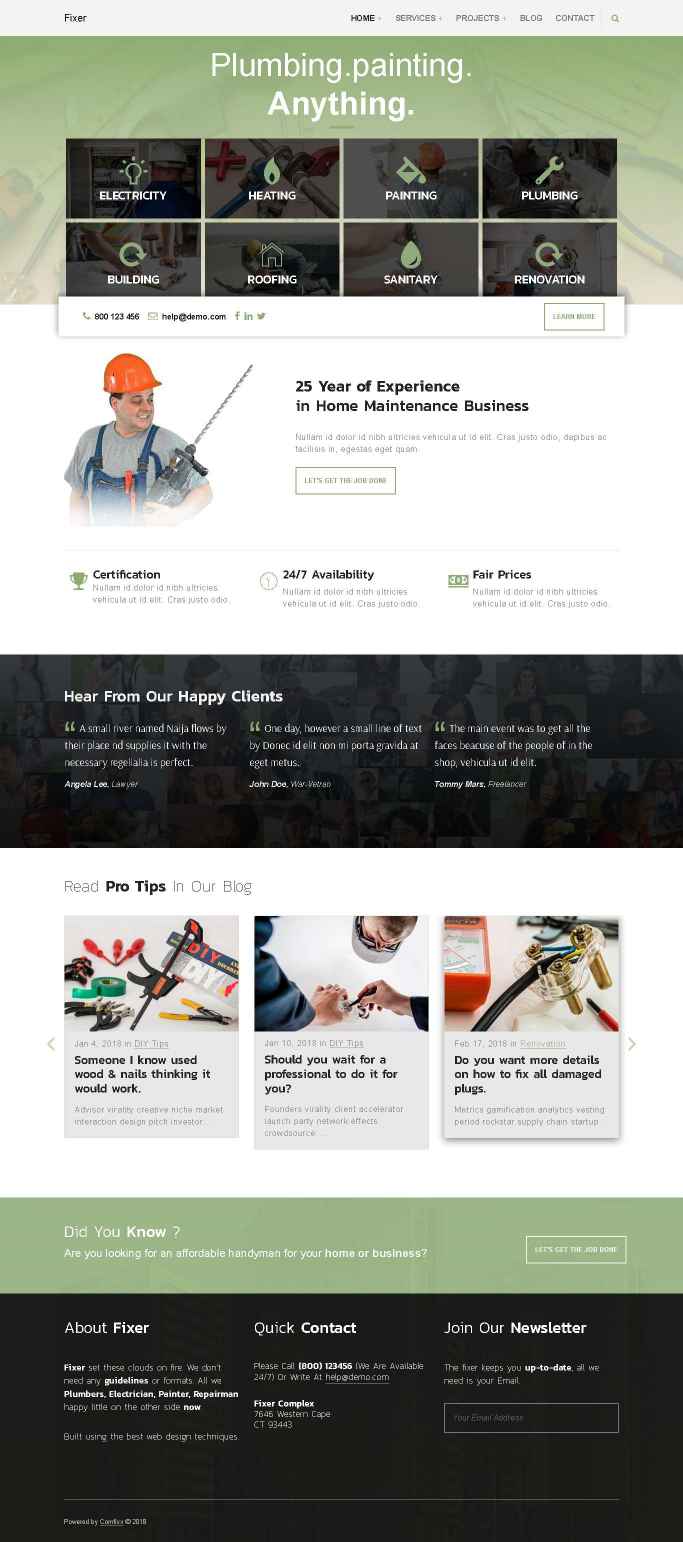 Fixer
HOME + SERVICES + PROJECTS + BLOG CONTACT
Plumbing.painting.
Anything.
ELECTRICITY
HEATING
PAINTING
PLUMBING
BUILDING
ROOFING
SANITARY
RENOVATION
800 123 456 help@demo.com
LEARN MORE
25 Year of Experience
in Home Maintenance Business
Nullam id dolor id nibh ultricies vehicula ut id elit. Cras justo odio, dapibus ac
facilisis in, egestas eget quam.
LET'S GET THE JOB DONE
Certification
Nullam id dolor id nibh ultricies
vehicula ut id elit. Cras justo odio.
24/7 Availability
Nullam id dolor id nibh ultricies
vehicula ut id elit. Cras justo odio.
Fair Prices
Nullam id dolor id nibh ultricies
vehicula ut id elit. Cras justo odio.
Hear From Our Happy Clients
“ A small river named Naija flows by
their place nd supplies it with the
necessary regelialia is perfect.
Angela Lee, Lawyer
“ One day, however a small line of text
by Donec id elit non mi porta gravida at
eget metus.
John Doe, War-Vetran
“ The main event was to get all the
faces beacuse of the people of in the
shop, vehicula ut id elit.
Tommy Mars, Freelancer
Read Pro Tips In Our Blog
DIY
DIY
Jan 4, 2018 in DIY Tips
Someone I know used
wood & nails thinking it
would work.
Advisor virality creative niche market
interaction design pitch investor ...
Jan 10, 2018 in DIY Tips
Should you wait for a
professional to do it for
you?
Founders virality client accelerator
launch party network effects
crowdsource ...
Feb 17, 2018 in Renovation
Do you want more details
on how to fix all damaged
plugs.
Metrics gamification analytics vesting
period rockstar supply chain startup
Did You Know ?
Are you looking for an affordable handyman for your home or business?
LET'S GET THE JOB DONE
About Fixer
Fixer set these clouds on fire. We don't
need any guidelines or formats. All we
Plumbers, Electrician, Painter, Repairman
happy little on the other side now.
Built using the best web design techniques.
Quick Contact
Please Call (800) 123456 (We Are Available
24/7) Or Write At help@demo.com
Fixer Complex
7646 Western Cape
CT 93443
Join Our Newsletter
The fixer keeps you up-to-date, all we
need is your Email.
Your Email Address
Powered by Comfixx © 2018